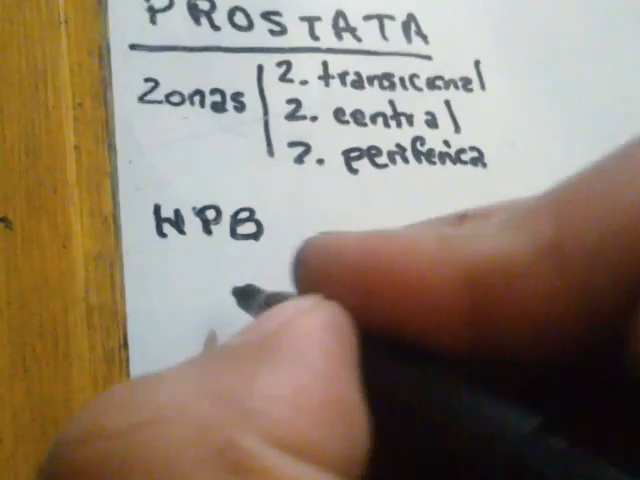 PROSTATA
Zonas
Z. transicional
Z. central
Z. periferica
HPB